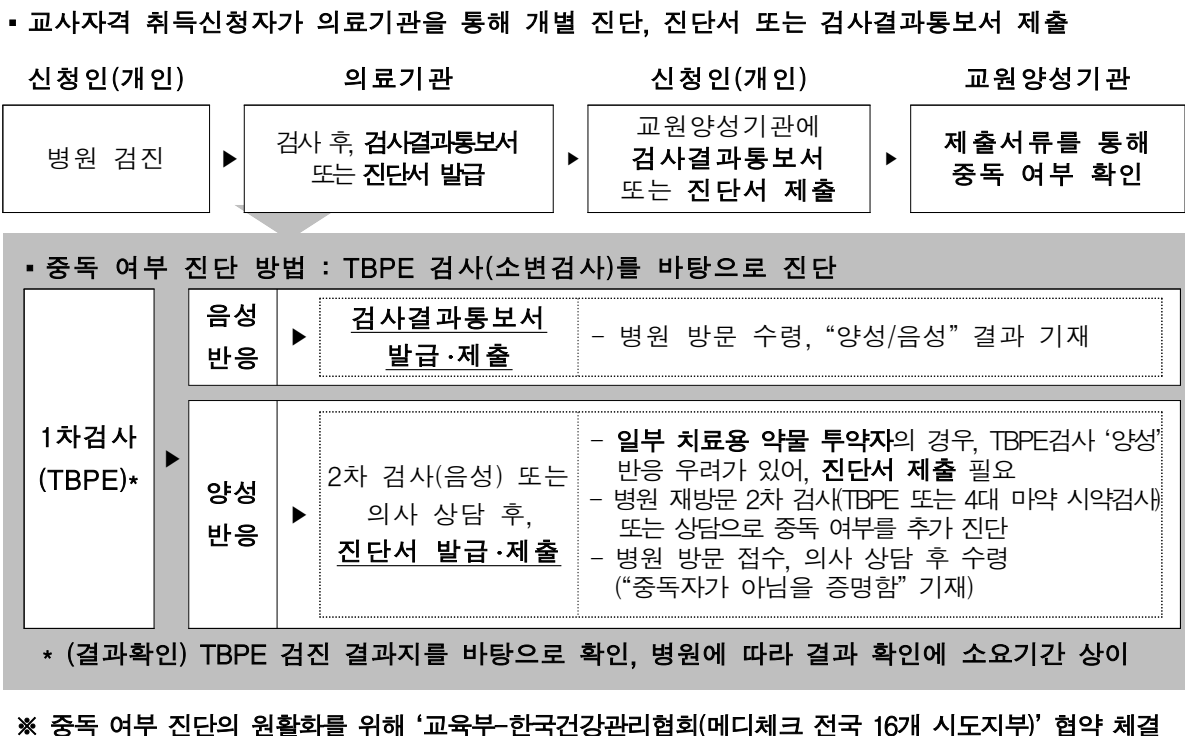 ▪ 교사자격 취득신청자가 의료기관을 통해 개별 진단, 진단서 또는 검사결과통보서 제출
신청인(개인)
의료기관
신청인(개인)
교원양성기관
병원 검진
▶
검사 후, 검사결과통보서
또는 진단서 발급
▶
교원양성기관에
검사결과통보서
또는 진단서 제출
▶
제출서류를 통해
중독 여부 확인
▪ 중독 여부 진단 방법 : TBPE 검사(소변검사)를 바탕으로 진단
1차검사
(TBPE)*
▶
음성
반응
▶
검사결과통보서
발급·제출
- 병원 방문 수령, “양성/음성” 결과 기재
양성
반응
▶
2차 검사(음성) 또는
의사 상담 후,
진단서 발급·제출
- 일부 치료용 약물 투약자의 경우, TBPE검사 ‘양성’
반응 우려가 있어, 진단서 제출 필요
- 병원 재방문 2차 검사(TBPE 또는 4대 마약 시약검사)
또는 상담으로 중독 여부를 추가 진단
- 병원 방문 접수, 의사 상담 후 수령
(“중독자가 아님을 증명함” 기재)
* (결과확인) TBPE 검진 결과지를 바탕으로 확인, 병원에 따라 결과 확인에 소요기간 상이
※ 중독 여부 진단의 원활화를 위해 ‘교육부-한국건강관리협회(메디체크 전국 16개 시도지부)’ 협약 체결